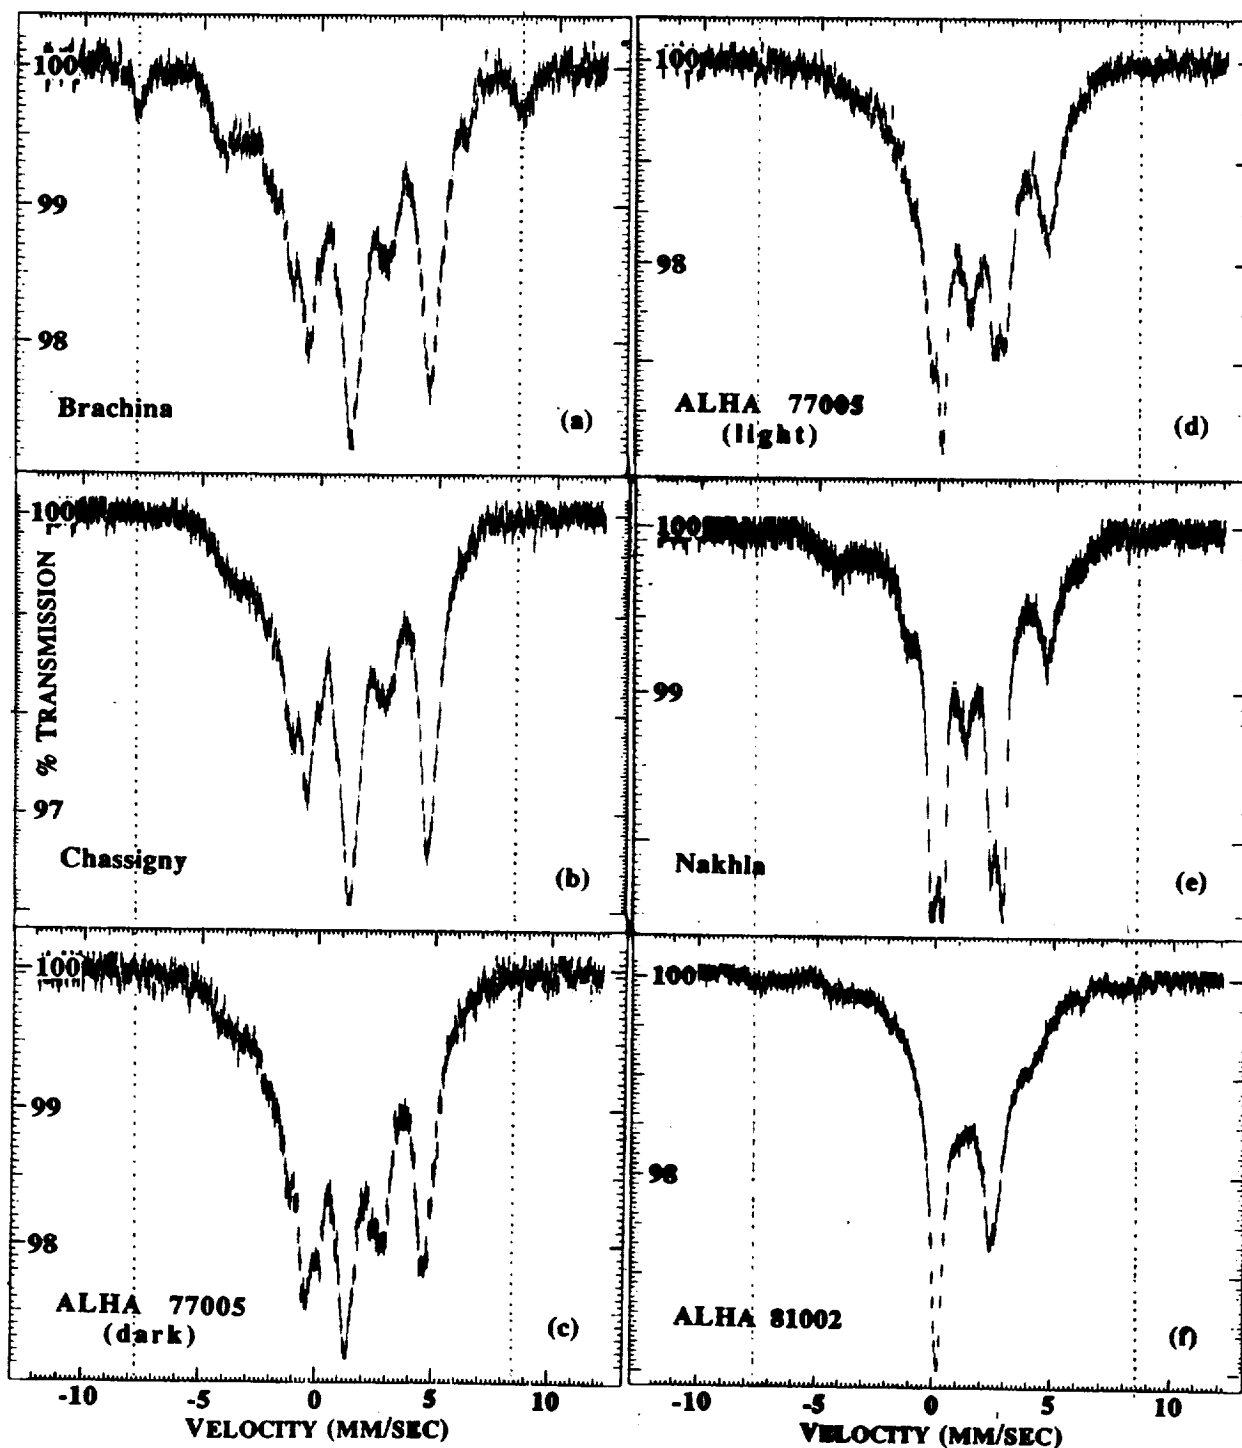 100
99
98
Brachina
(a)
100
97
Chassigny
(b)
% TRANSMISSION
100
99
98
ALHA 77005
(dark)
(c)
-10 -5 0 5 10
VELOCITY (MM/SEC)
100
98
ALHA 77005
(light)
(d)
100
99
Nakhla
(e)
100
98
ALHA 81002
(f)
-10 0 5 10
VELOCITY (MM/SEC)